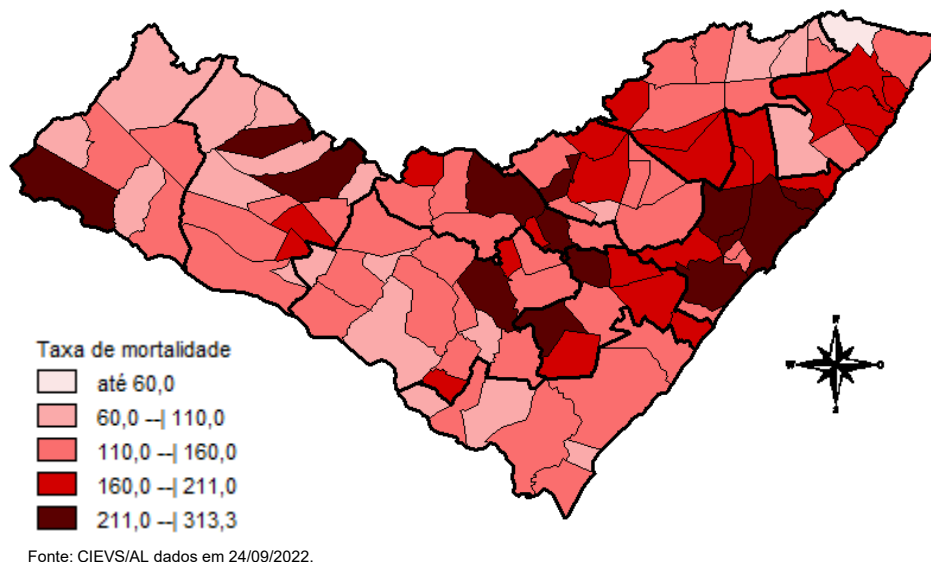 Taxa de mortalidade
até 60,0
60,0 --| 110,0
110,0 --| 160,0
160,0 --| 211,0
211,0 --| 313,3
Fonte: CIEVS/AL dados em 24/09/2022.